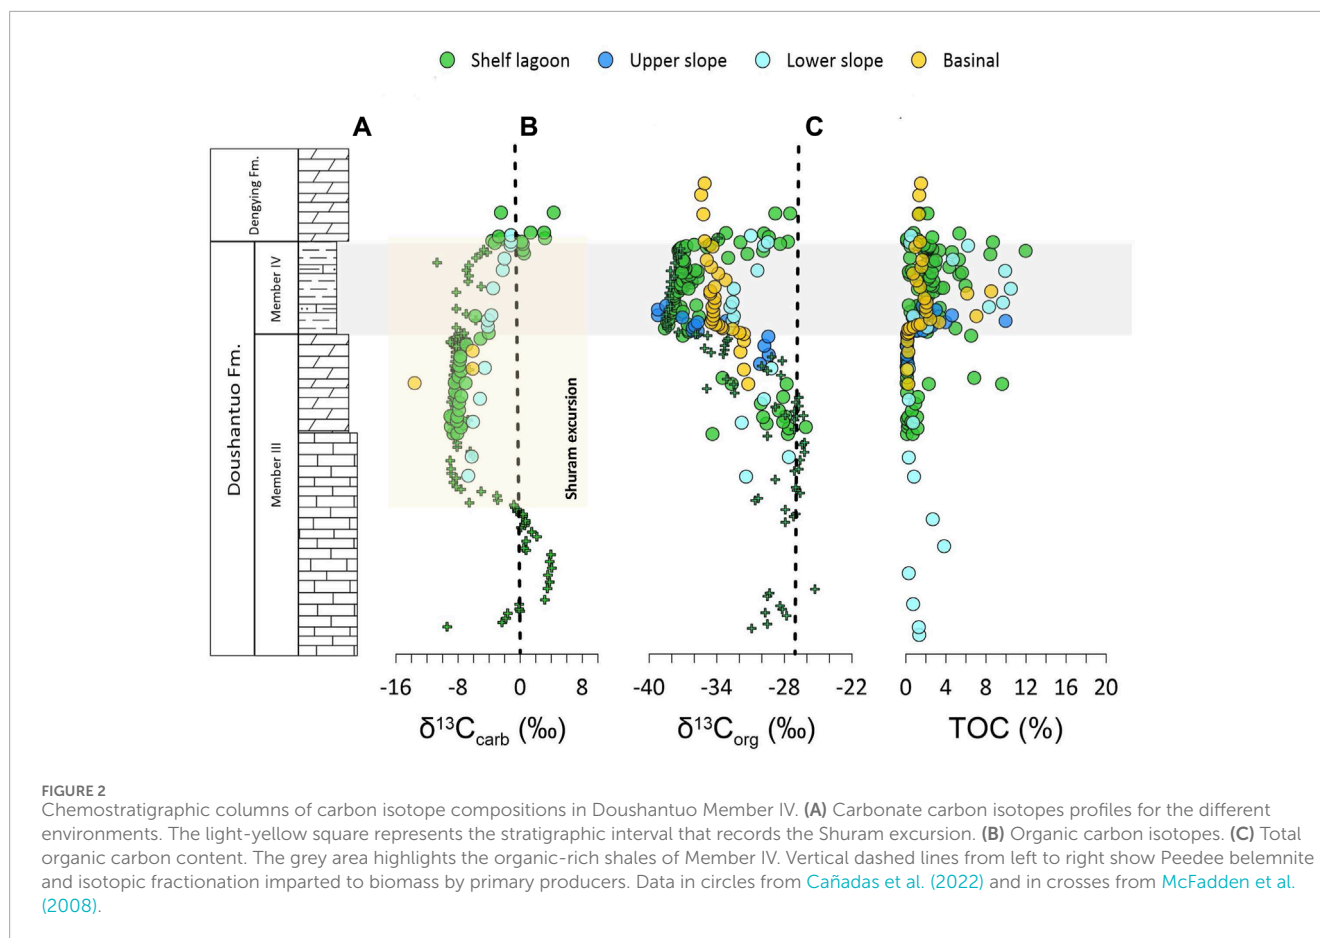 Shelf lagoon Upper slope Lower slope Basinal
A B C
Dengying Fm.
Member IV
Doushantuo Fm.
Member III
Shuram excursion
-16 -8 0 8 -40 -34 -28 -22 0 4 8 12 16 20
δ¹³Ccarb (‰) δ¹³Corg (‰) TOC (%)
FIGURE 2
Chemostratigraphic columns of carbon isotope compositions in Doushantuo Member IV. (A) Carbonate carbon isotopes profiles for the different
environments. The light-yellow square represents the stratigraphic interval that records the Shuram excursion. (B) Organic carbon isotopes. (C) Total
organic carbon content. The grey area highlights the organic-rich shales of Member IV. Vertical dashed lines from left to right show Peedee belemnite
and isotopic fractionation imparted to biomass by primary producers. Data in circles from Cañadas et al. (2022) and in crosses from McFadden et al.
(2008).